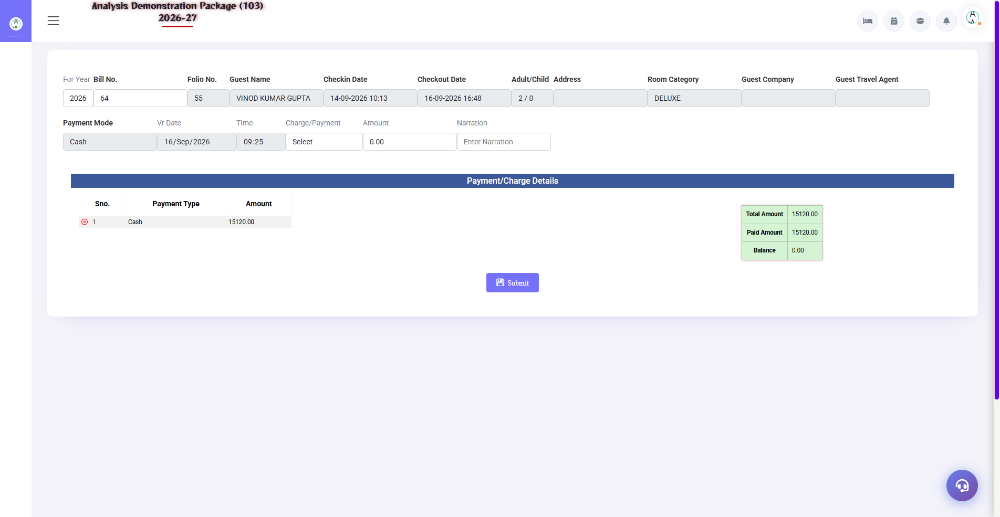 Analysis Demonstration Package (103)
2026-27
For Year Bill No. Folio No. Guest Name Checkin Date Checkout Date Adult/Child Address Room Category Guest Company Guest Travel Agent
2026 64 55 VINOD KUMAR GUPTA 14-09-2026 10:13 16-09-2026 16:48 2 / 0 DELUXE
Payment Mode Vr Date Time Charge/Payment Amount Narration
Cash 16/Sep/2026 09:25 Select 0.00 Enter Narration
Payment/Charge Details
Sno. Payment Type Amount
1 Cash 15120.00
Total Amount 15120.00
Paid Amount 15120.00
Balance 0.00
Submit